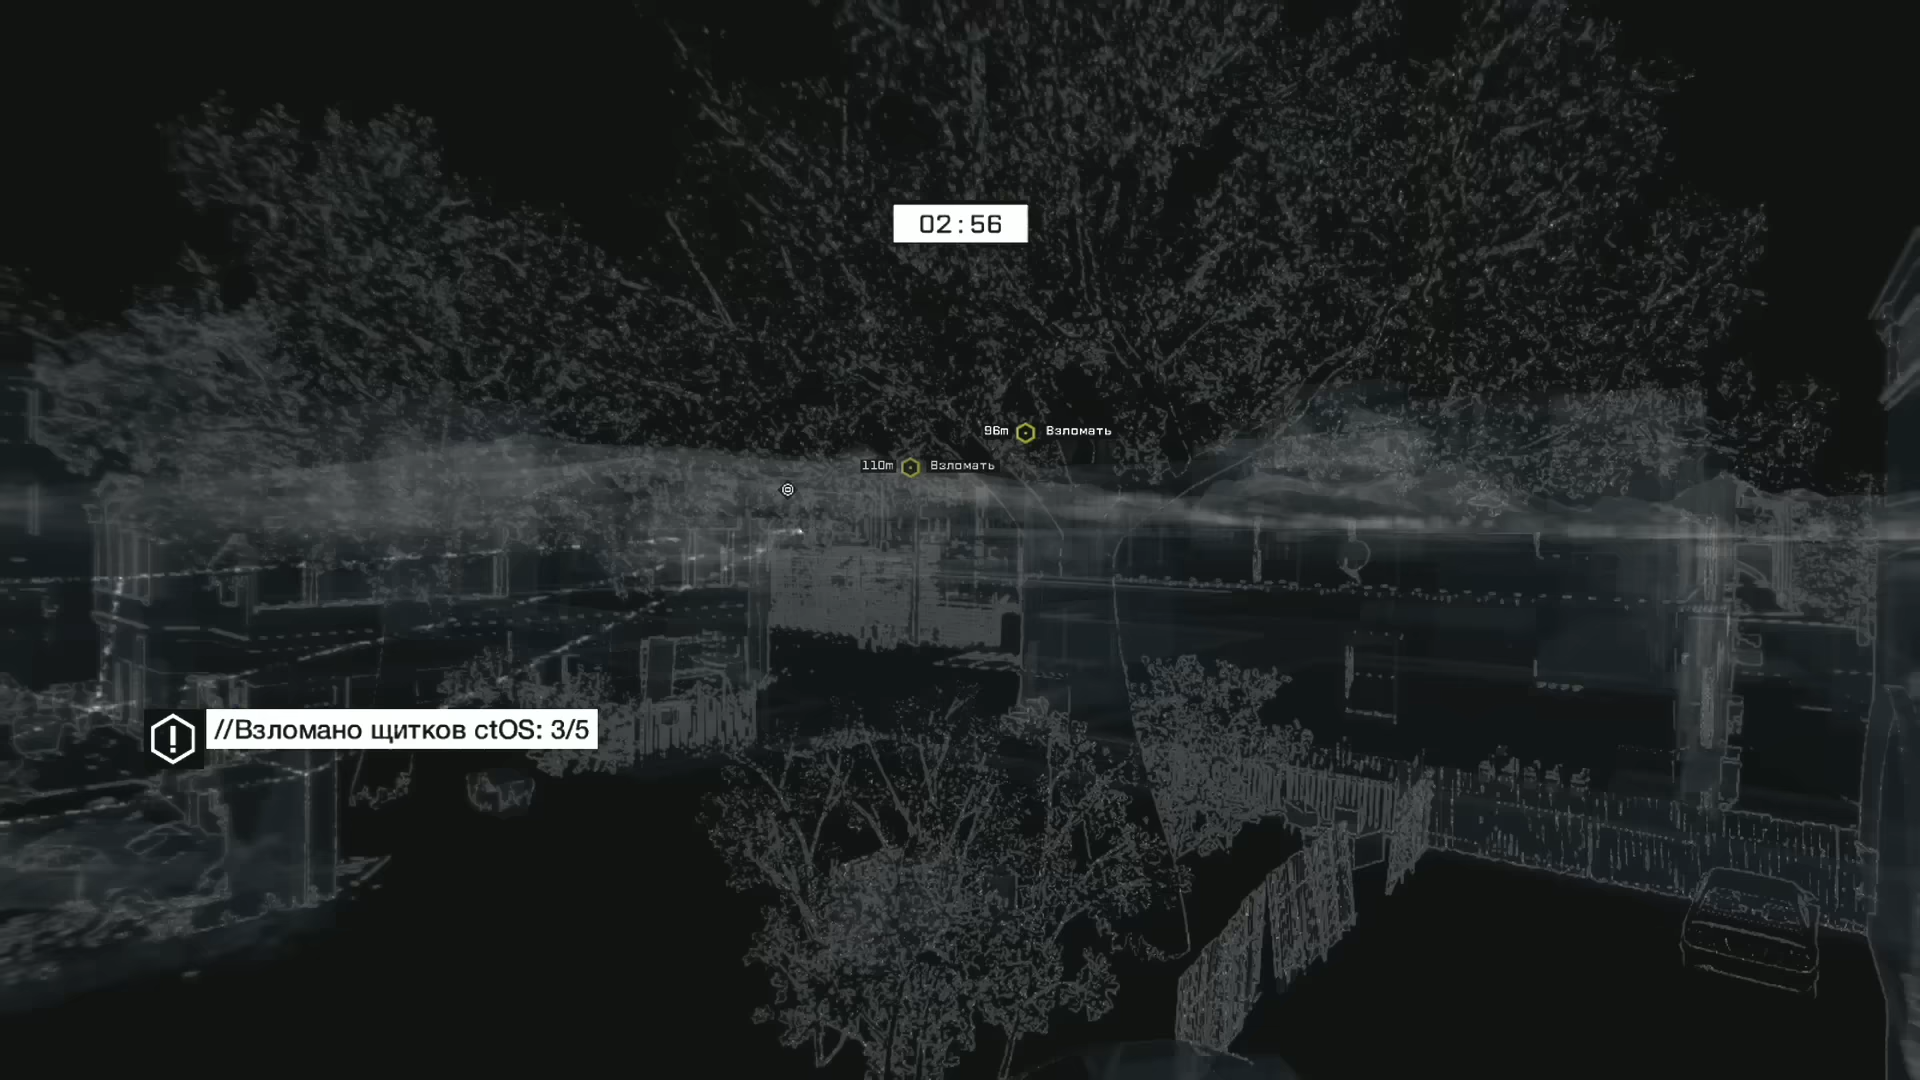 02:56
96m Взломать
110m Взломать
//Взломано щитков ctOS: 3/5